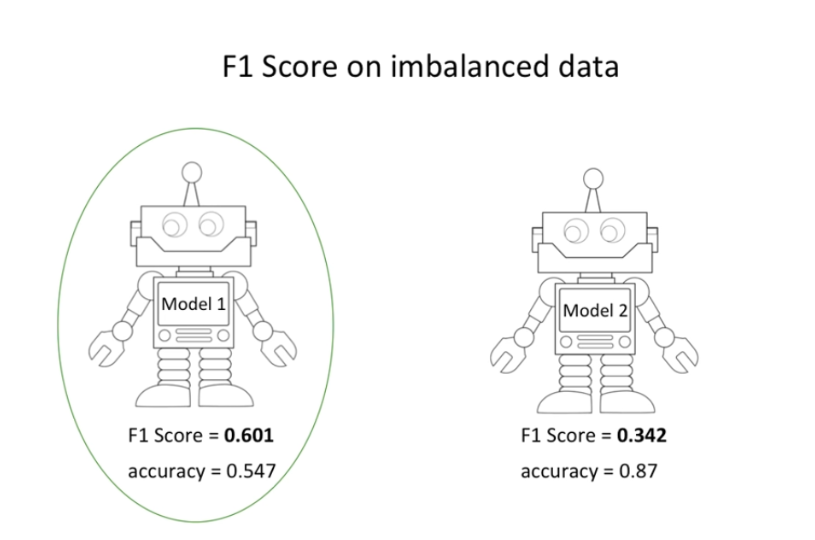 F1 Score on imbalanced data
Model 1
Model 2
F1 Score = 0.601
accuracy = 0.547
F1 Score = 0.342
accuracy = 0.87